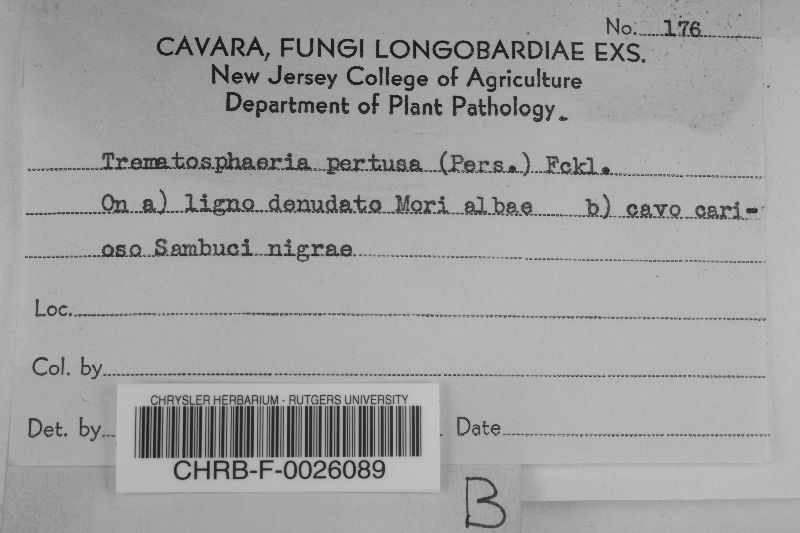 No. 176
CAVARA, FUNGI LONGOBARDIAE EXS.
New Jersey College of Agriculture
Department of Plant Pathology.
Trematosphaeria pertusa (Pers.) Fckl.
On a) ligno denudato Mori albae b) cavo cari-
oso Sambuci nigrae
Loc.
Col. by
Det. by
Date
CHRYSLER HERBARIUM - RUTGERS UNIVERSITY
CHRB-F-0026089
B